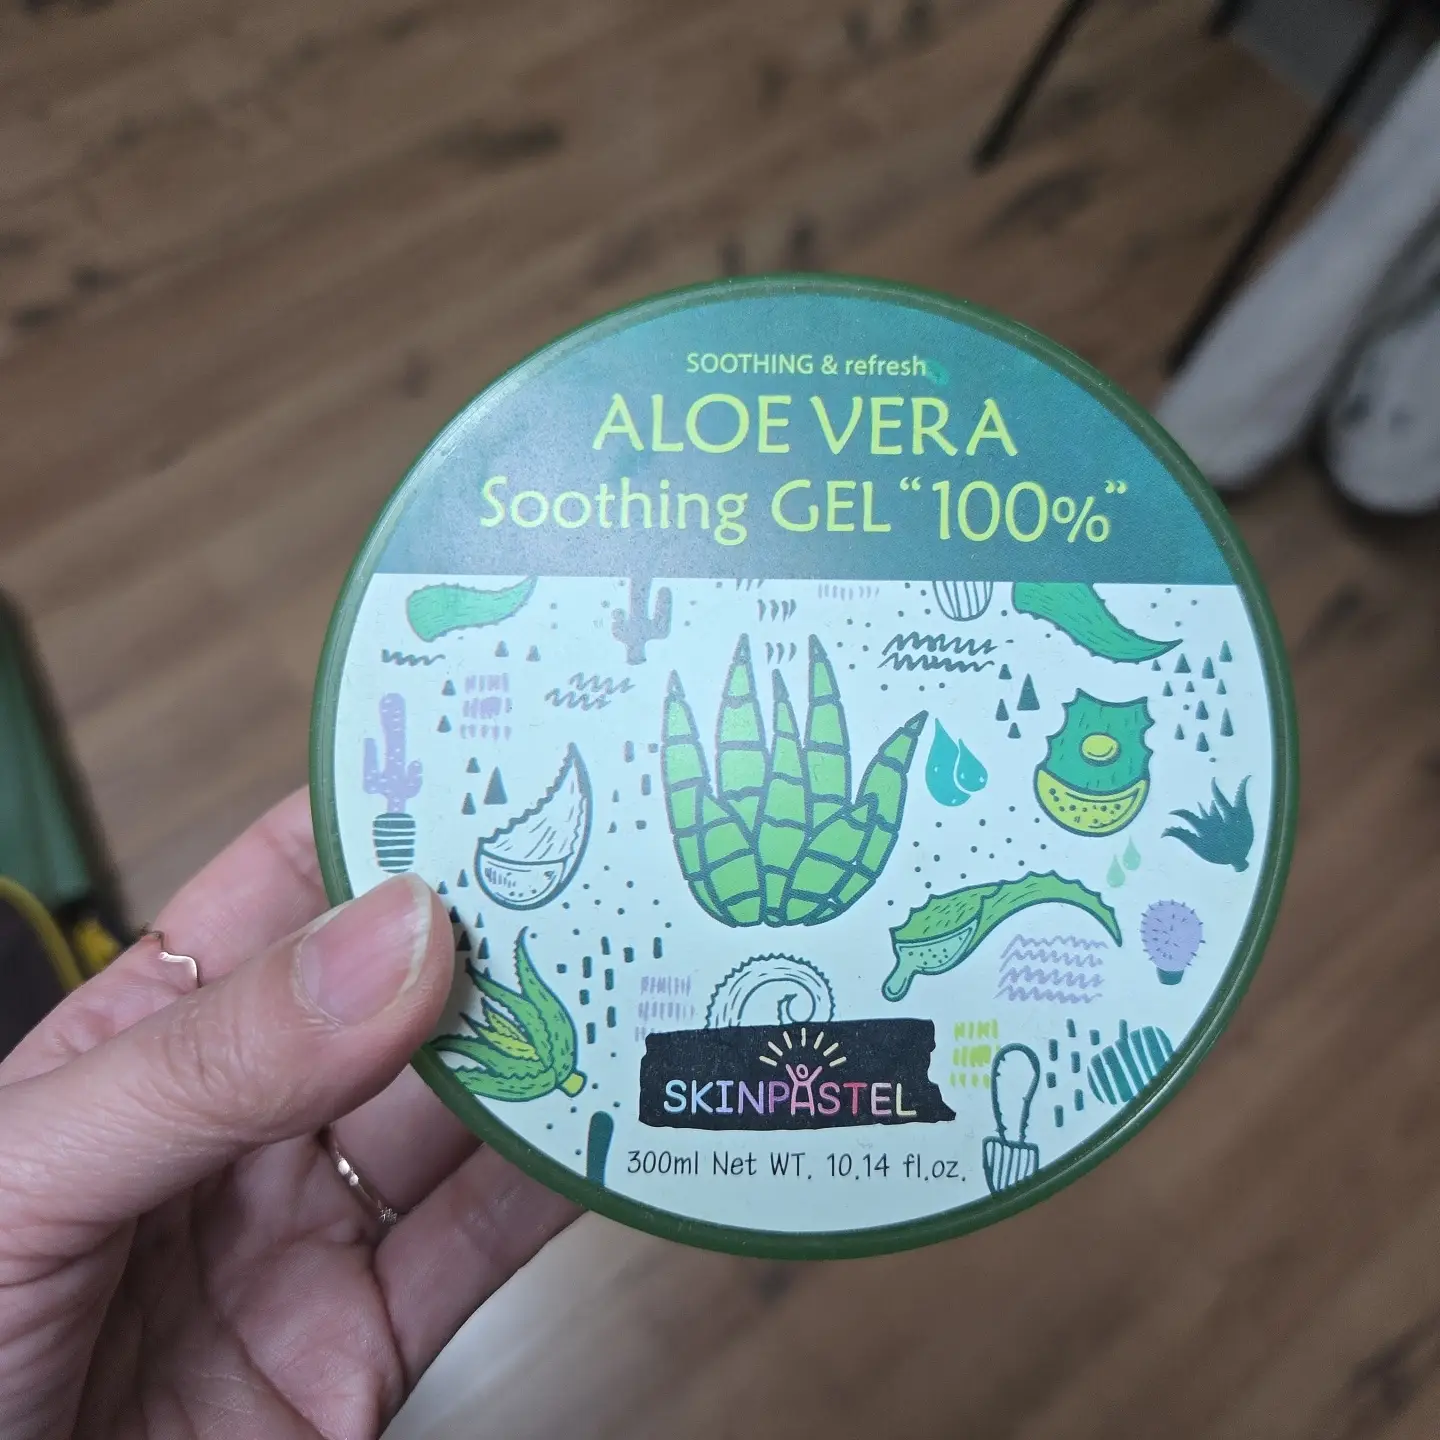 SOOTHING & refresh
ALOE VERA
Soothing GEL “100%”
SKINPASTEL
300ml Net WT. 10.14 fl.oz.